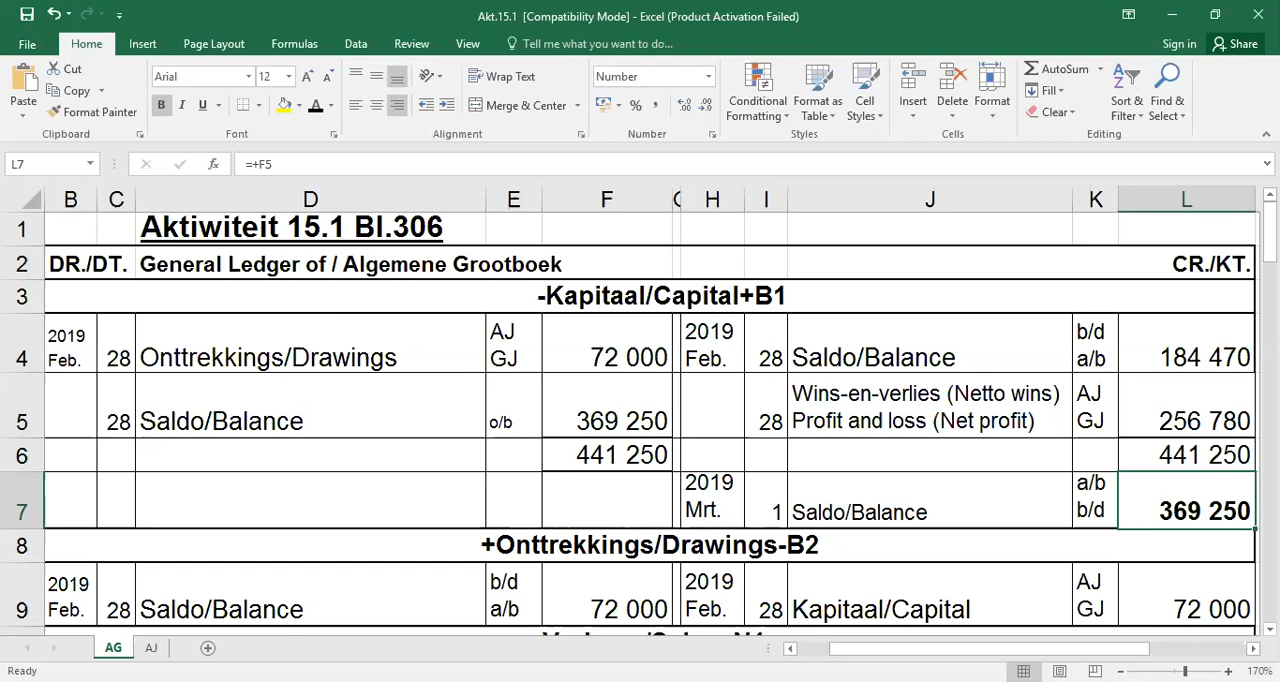 Akt.15.1 [Compatibility Mode] - Excel (Product Activation Failed)
File Home Insert Page Layout Formulas Data Review View Tell me what you want to do... Sign in Share
Paste Cut Copy Format Painter Clipboard
Arial 12 B I U A Font
Wrap Text Merge & Center Alignment
Number % , Number
Conditional Formatting Format as Table Cell Styles Styles
Insert Delete Format Cells
AutoSum Fill Clear Sort & Filter Find & Select Editing
L7 fx =+F5
B C D E F H I J K L
1 Aktiwiteit 15.1 Bl.306
2 DR./DT. General Ledger of / Algemene Grootboek CR./KT.
3 -Kapitaal/Capital+B1
2019 AJ 2019 b/d
4 Feb. 28 Onttrekkings/Drawings GJ 72 000 Feb. 28 Saldo/Balance a/b 184 470
Wins-en-verlies (Netto wins) AJ
5 28 Saldo/Balance o/b 369 250 28 Profit and loss (Net profit) GJ 256 780
6 441 250 441 250
2019 a/b
7 Mrt. 1 Saldo/Balance b/d 369 250
8 +Onttrekkings/Drawings-B2
2019 b/d 2019 AJ
9 Feb. 28 Saldo/Balance a/b 72 000 Feb. 28 Kapitaal/Capital GJ 72 000
AG AJ
Ready 170%